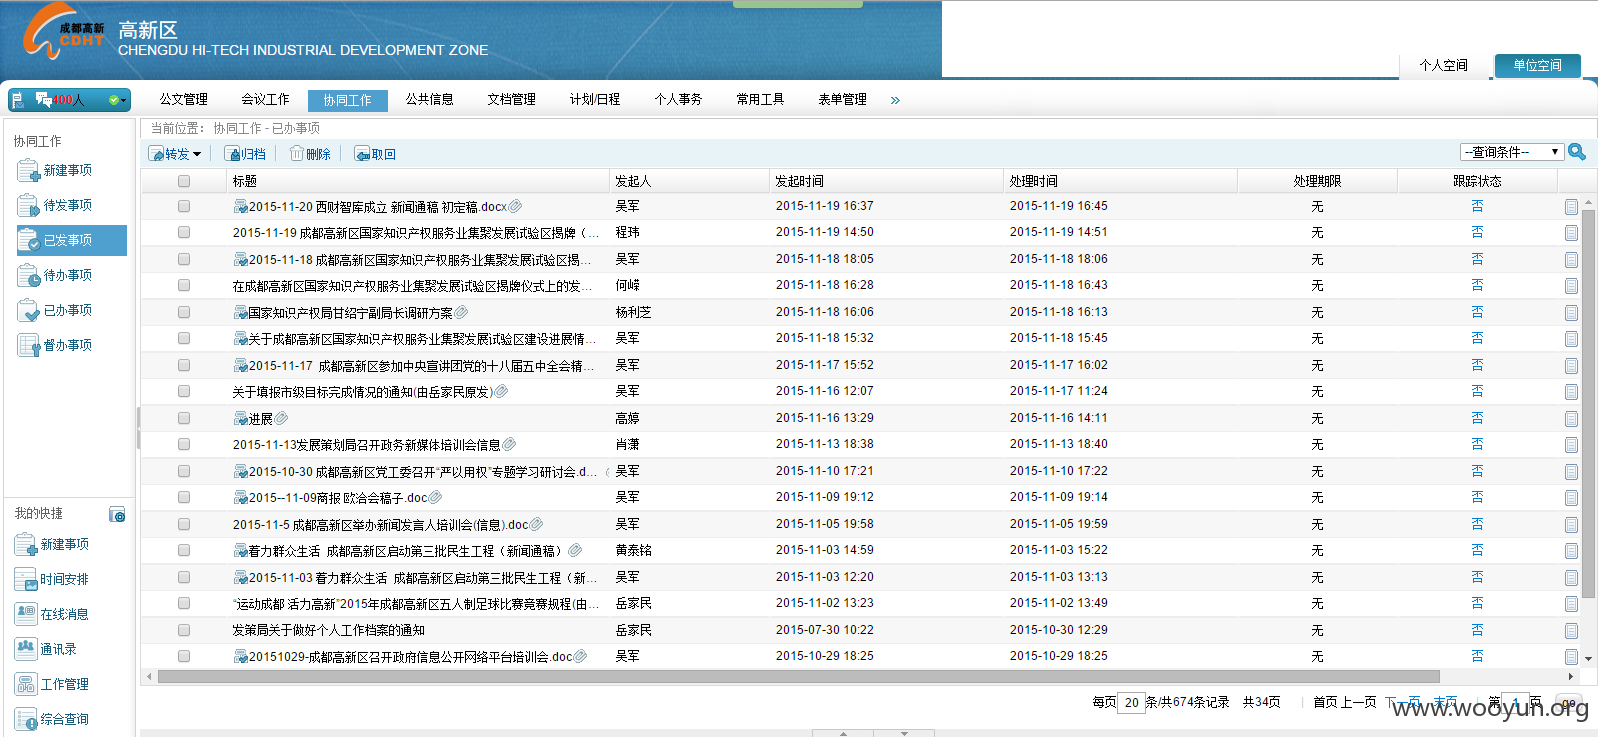 成都高新
CDHT
高新区
CHENGDU HI-TECH INDUSTRIAL DEVELOPMENT ZONE
个人空间 单位空间
400人 公文管理 会议工作 协同工作 公共信息 文档管理 计划/日程 个人事务 常用工具 表单管理 »
当前位置： 协同工作 - 已办事项
协同工作
新建事项
待发事项
已发事项
待办事项
已办事项
督办事项
我的快捷
新建事项
时间安排
在线消息
通讯录
工作管理
综合查询
转发 归档 删除 取回 --查询条件--
标题 发起人 发起时间 处理时间 处理期限 跟踪状态
2015-11-20 西财智库成立 新闻通稿 初定稿.docx 吴军 2015-11-19 16:37 2015-11-19 16:45 无 否
2015-11-19 成都高新区国家知识产权服务业集聚发展试验区揭牌（... 程玮 2015-11-19 14:50 2015-11-19 14:51 无 否
2015-11-18 成都高新区国家知识产权服务业集聚发展试验区揭... 吴军 2015-11-18 18:05 2015-11-18 18:06 无 否
在成都高新区国家知识产权服务业集聚发展试验区揭牌仪式上的发... 何嵘 2015-11-18 16:28 2015-11-18 16:43 无 否
国家知识产权局甘绍宁副局长调研方案 杨利芝 2015-11-18 16:06 2015-11-18 16:13 无 否
关于成都高新区国家知识产权服务业集聚发展试验区建设进展情... 吴军 2015-11-18 15:32 2015-11-18 15:45 无 否
2015-11-17 成都高新区参加中央宣讲团党的十八届五中全会精... 吴军 2015-11-17 15:52 2015-11-17 16:02 无 否
关于填报市级目标完成情况的通知(由岳家民原发) 吴军 2015-11-16 12:07 2015-11-17 11:24 无 否
进展 高婷 2015-11-16 13:29 2015-11-16 14:11 无 否
2015-11-13发展策划局召开政务新媒体培训会信息 肖潇 2015-11-13 18:38 2015-11-13 18:40 无 否
2015-10-30 成都高新区党工委召开“严以用权”专题学习研讨会.d... 吴军 2015-11-10 17:21 2015-11-10 17:22 无 否
2015--11-09商报 欧洽会稿子.doc 吴军 2015-11-09 19:12 2015-11-09 19:14 无 否
2015-11-5 成都高新区举办新闻发言人培训会(信息).doc 吴军 2015-11-05 19:58 2015-11-05 19:59 无 否
着力群众生活 成都高新区启动第三批民生工程（新闻通稿） 黄泰铭 2015-11-03 14:59 2015-11-03 15:22 无 否
2015-11-03 着力群众生活 成都高新区启动第三批民生工程（新... 吴军 2015-11-03 12:20 2015-11-03 13:13 无 否
“运动成都 活力高新”2015年成都高新区五人制足球比赛竞赛规程(由... 岳家民 2015-11-02 13:23 2015-11-02 13:49 无 否
发策局关于做好个人工作档案的通知 岳家民 2015-07-30 10:22 2015-10-30 12:29 无 否
20151029-成都高新区召开政府信息公开网络平台培训会.doc 吴军 2015-10-29 18:25 2015-10-29 18:25 无 否
每页 20 条/共674条记录 共34页 首页 上一页 下一页 末页 第 1 页 go
www.wooyun.org